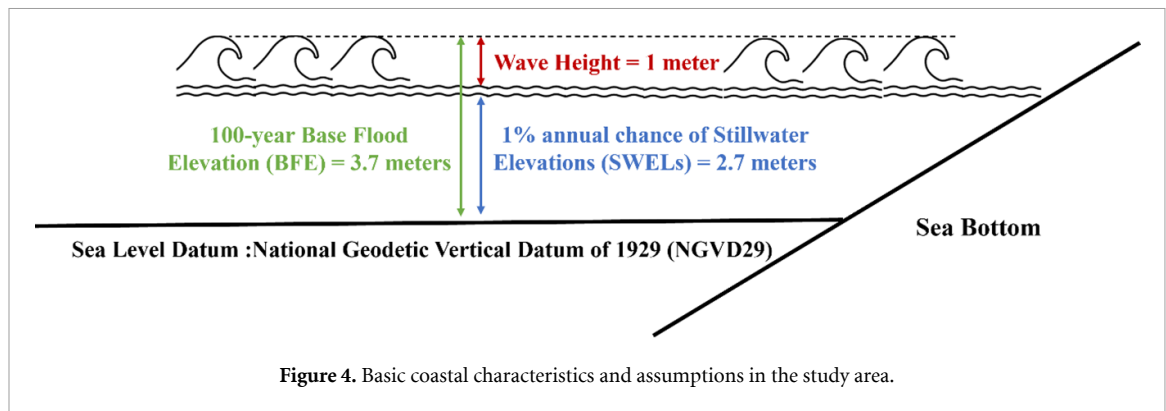 Wave Height = 1 meter
100-year Base Flood
Elevation (BFE) = 3.7 meters
1% annual chance of Stillwater
Elevations (SWELs) = 2.7 meters
Sea Bottom
Sea Level Datum :National Geodetic Vertical Datum of 1929 (NGVD29)
Figure 4. Basic coastal characteristics and assumptions in the study area.